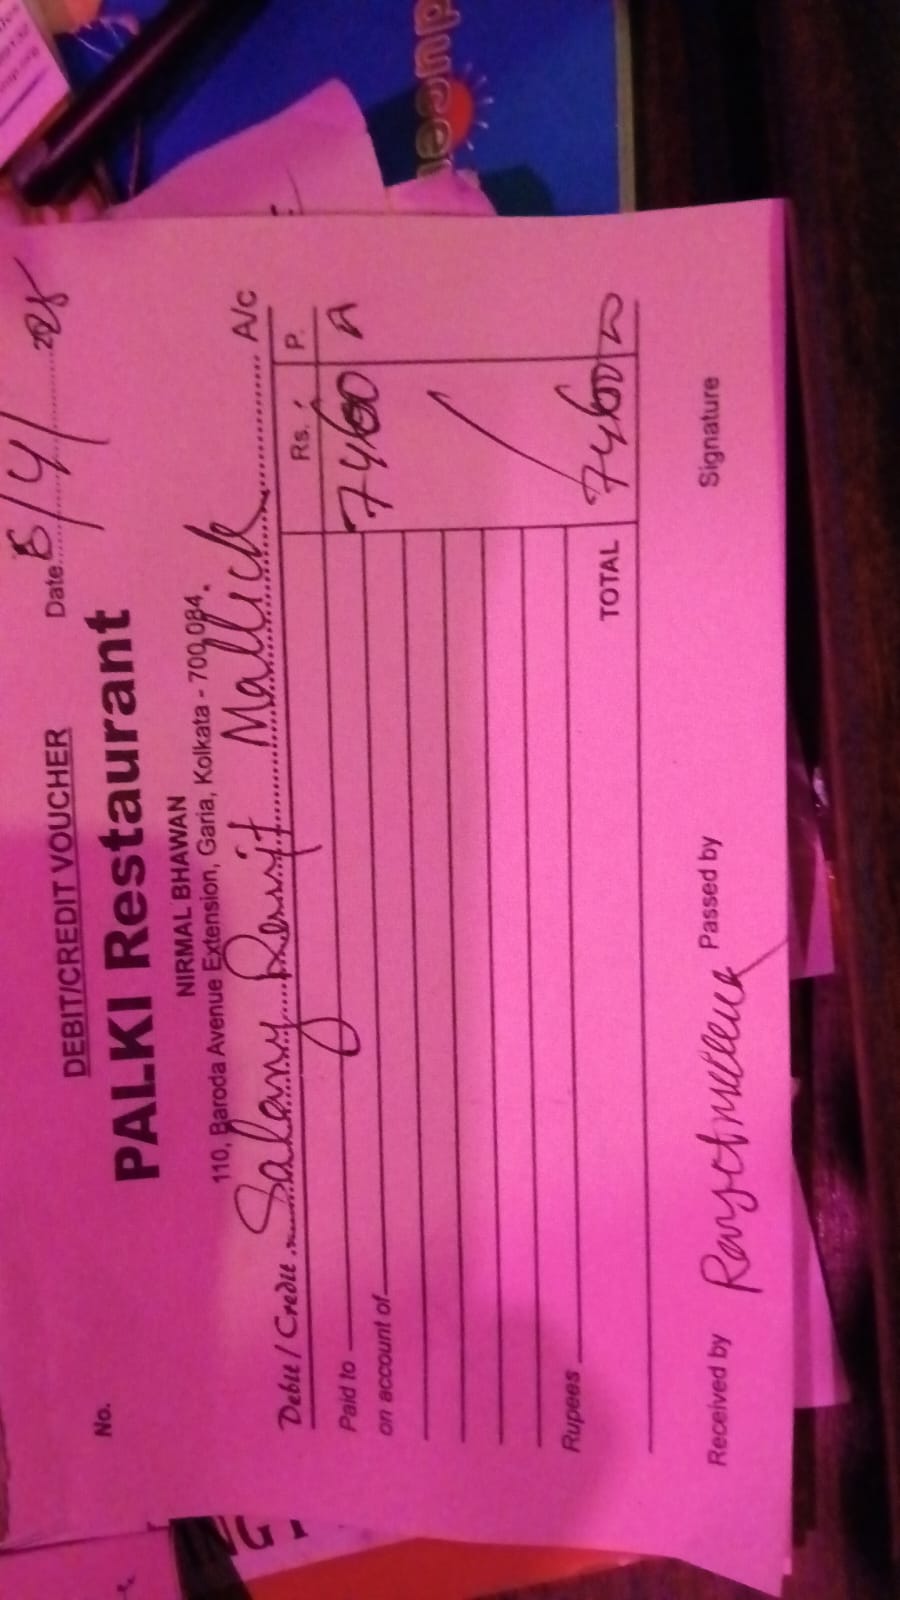 DEBIT/CREDIT VOUCHER
No. Date 8/4/2025
PALKI Restaurant
NIRMAL BHAWAN
110, Baroda Avenue Extension, Garia, Kolkata - 700 084.
Debit / Credit Salary Ranjit Mallick A/c
Rs. P.
Paid to 7400
on account of
Rupees TOTAL 7400
Received by Passed by Signature
ducer